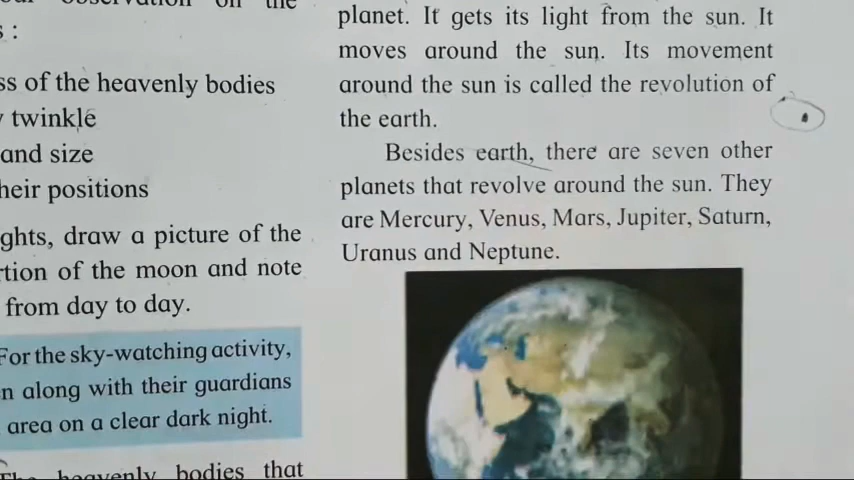 observation on the
s :
ss of the heavenly bodies
y twinkle
and size
heir positions
ghts, draw a picture of the
rtion of the moon and note
from day to day.
For the sky-watching activity,
n along with their guardians
area on a clear dark night.
The heavenly bodies that
planet. It gets its light from the sun. It
moves around the sun. Its movement
around the sun is called the revolution of
the earth.
Besides earth, there are seven other
planets that revolve around the sun. They
are Mercury, Venus, Mars, Jupiter, Saturn,
Uranus and Neptune.